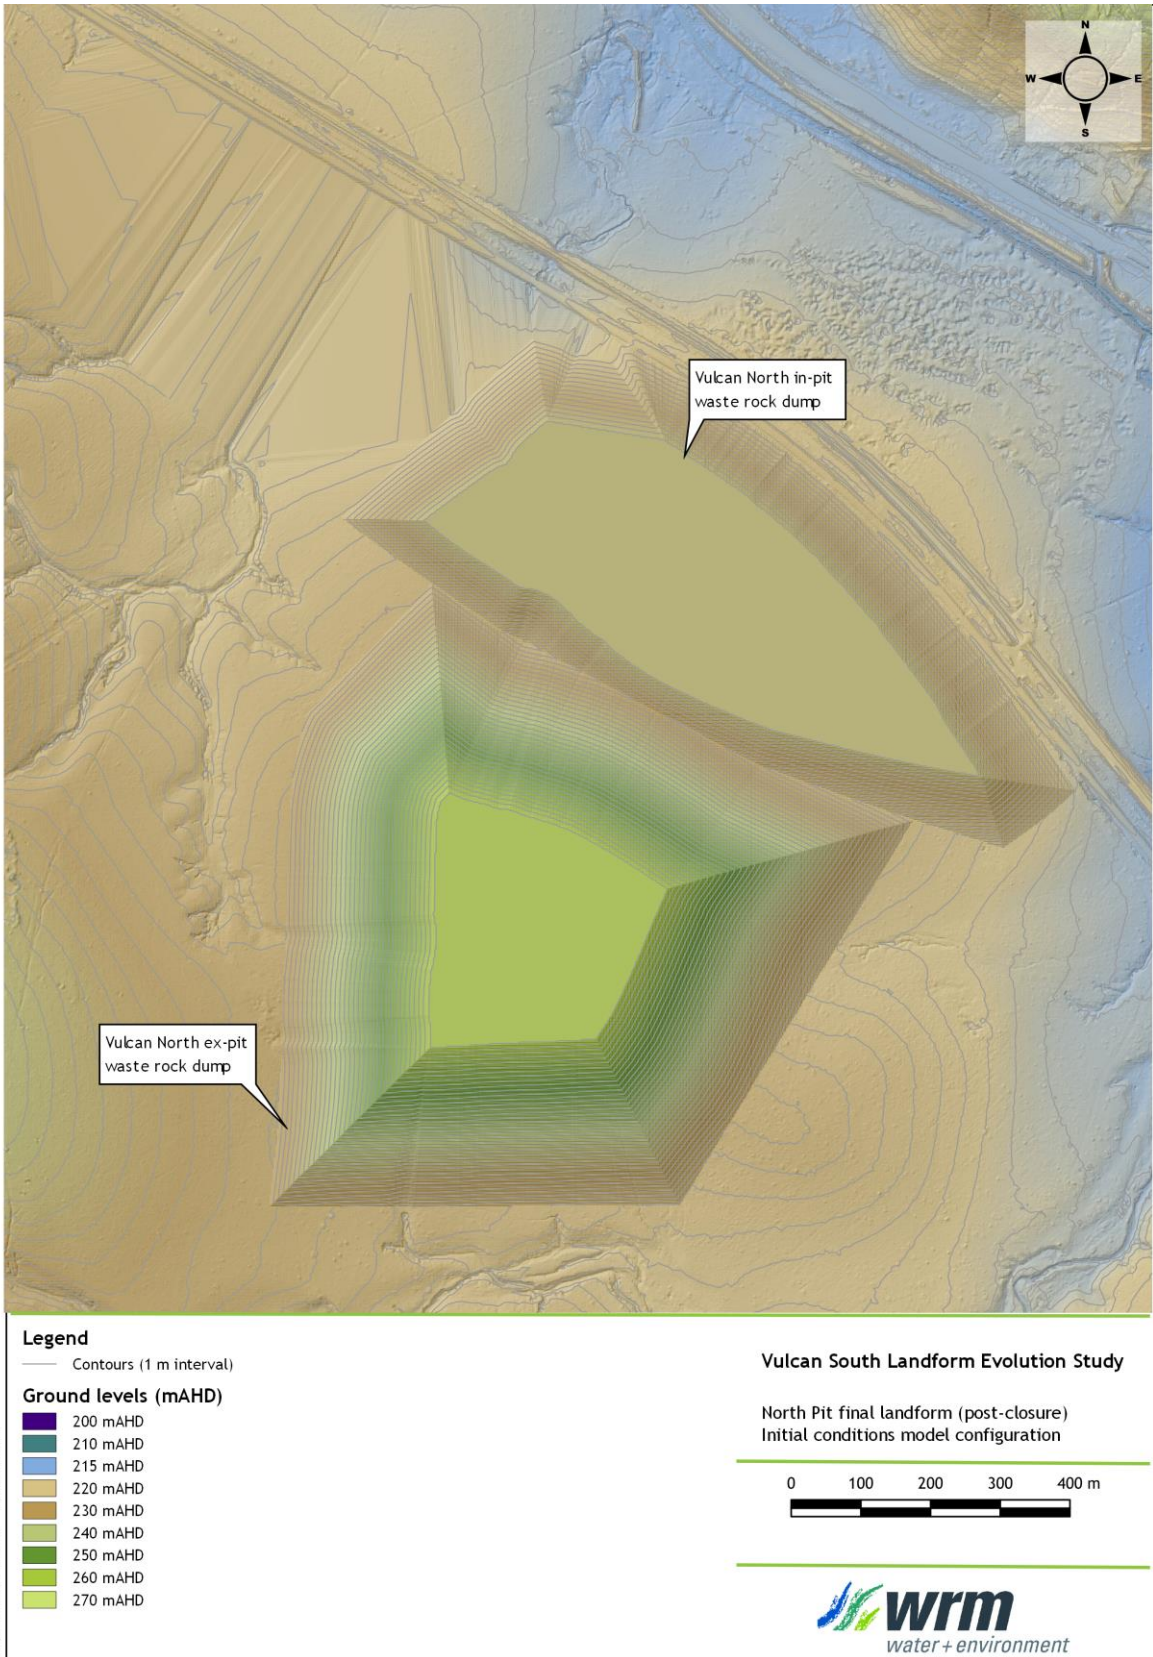 N
W E
S
Vulcan North in-pit
waste rock dump
Vulcan North ex-pit
waste rock dump
Legend
Contours (1 m interval)
Ground levels (mAHD)
200 mAHD
210 mAHD
215 mAHD
220 mAHD
230 mAHD
240 mAHD
250 mAHD
260 mAHD
270 mAHD
Vulcan South Landform Evolution Study
North Pit final landform (post-closure)
Initial conditions model configuration
0 100 200 300 400 m
wrm
water + environment